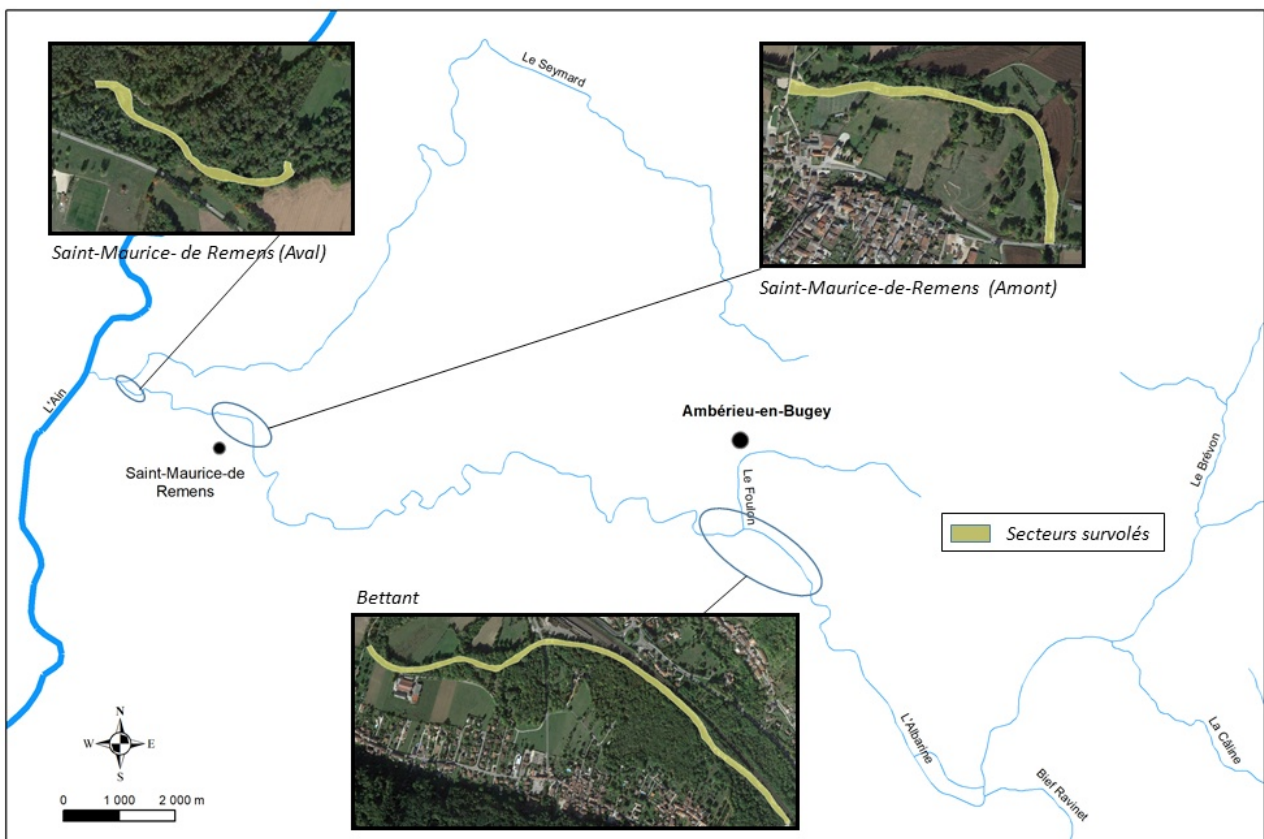 Le Seymard
Saint-Maurice- de Remens (Aval)
Saint-Maurice-de-Remens (Amont)
L'Ain
Ambérieu-en-Bugey
Saint-Maurice-de
Remens
Le Foulon
Le Brévon
Secteurs survolés
Bettant
L'Albarine
La Câline
Bief Ravinet
N
W
E
S
0 1 000 2 000 m